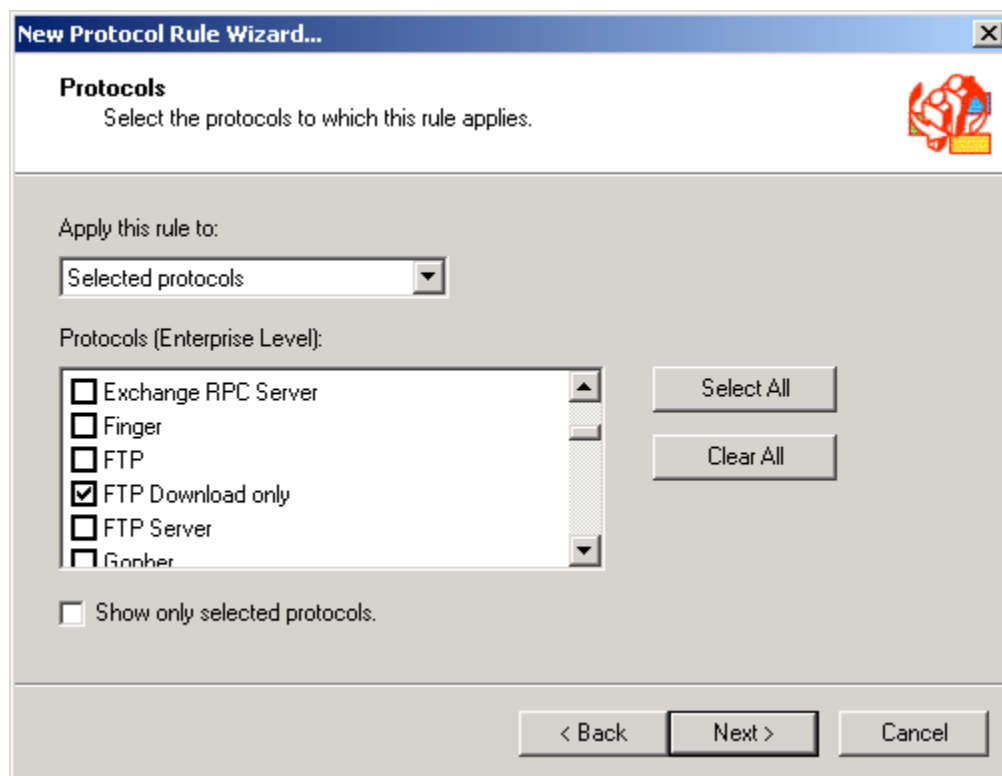 New Protocol Rule Wizard...
Protocols
Select the protocols to which this rule applies.
Apply this rule to:
Selected protocols
Protocols (Enterprise Level):
Exchange RPC Server
Finger
FTP
FTP Download only
FTP Server
Gopher
Select All
Clear All
Show only selected protocols.
< Back
Next >
Cancel